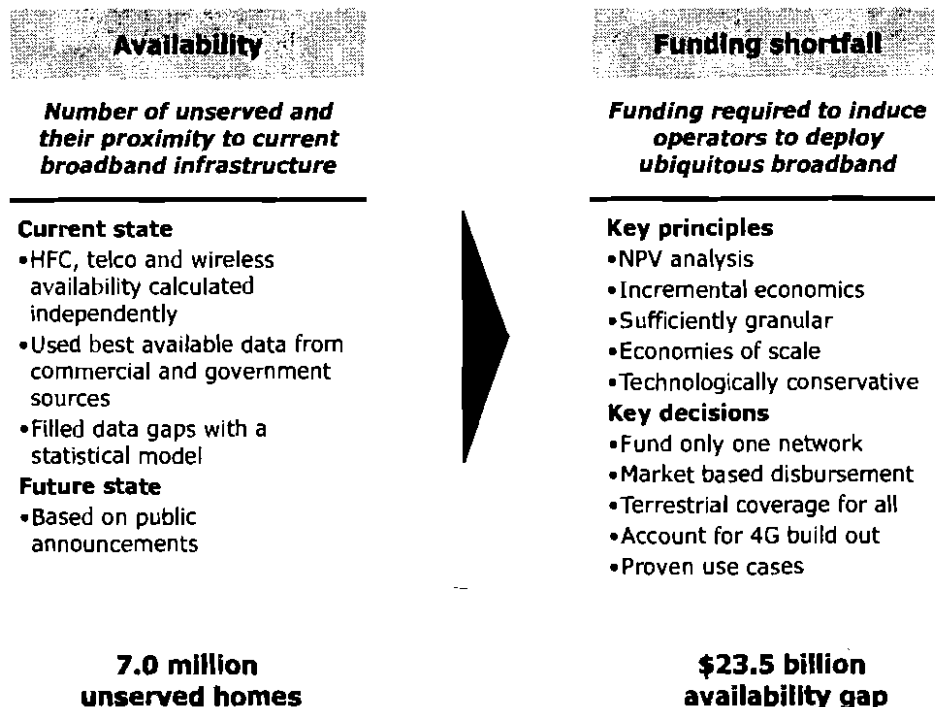 Availability
Number of unserved and
their proximity to current
broadband infrastructure
Current state
•HFC, telco and wireless
availability calculated
independently
•Used best available data from
commercial and government
sources
•Filled data gaps with a
statistical model
Future state
•Based on public
announcements
7.0 million
unserved homes
Funding shortfall
Funding required to induce
operators to deploy
ubiquitous broadband
Key principles
•NPV analysis
•Incremental economics
•Sufficiently granular
•Economies of scale
•Technologically conservative
Key decisions
•Fund only one network
•Market based disbursement
•Terrestrial coverage for all
•Account for 4G build out
•Proven use cases
$23.5 billion
availability gap